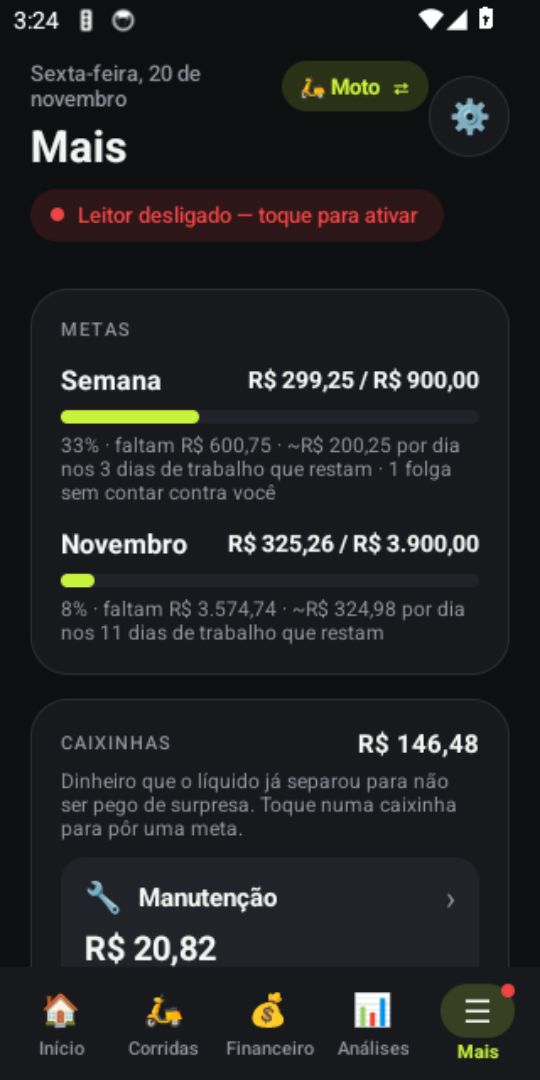 3:24
Sexta-feira, 20 de
novembro
Moto
Mais
Leitor desligado — toque para ativar
METAS
Semana R$ 299,25 / R$ 900,00
33% · faltam R$ 600,75 · ~R$ 200,25 por dia
nos 3 dias de trabalho que restam · 1 folga
sem contar contra você
Novembro R$ 325,26 / R$ 3.900,00
8% · faltam R$ 3.574,74 · ~R$ 324,98 por dia
nos 11 dias de trabalho que restam
CAIXINHAS R$ 146,48
Dinheiro que o líquido já separou para não
ser pego de surpresa. Toque numa caixinha
para pôr uma meta.
Manutenção ›
R$ 20,82
Início Corridas Financeiro Análises Mais